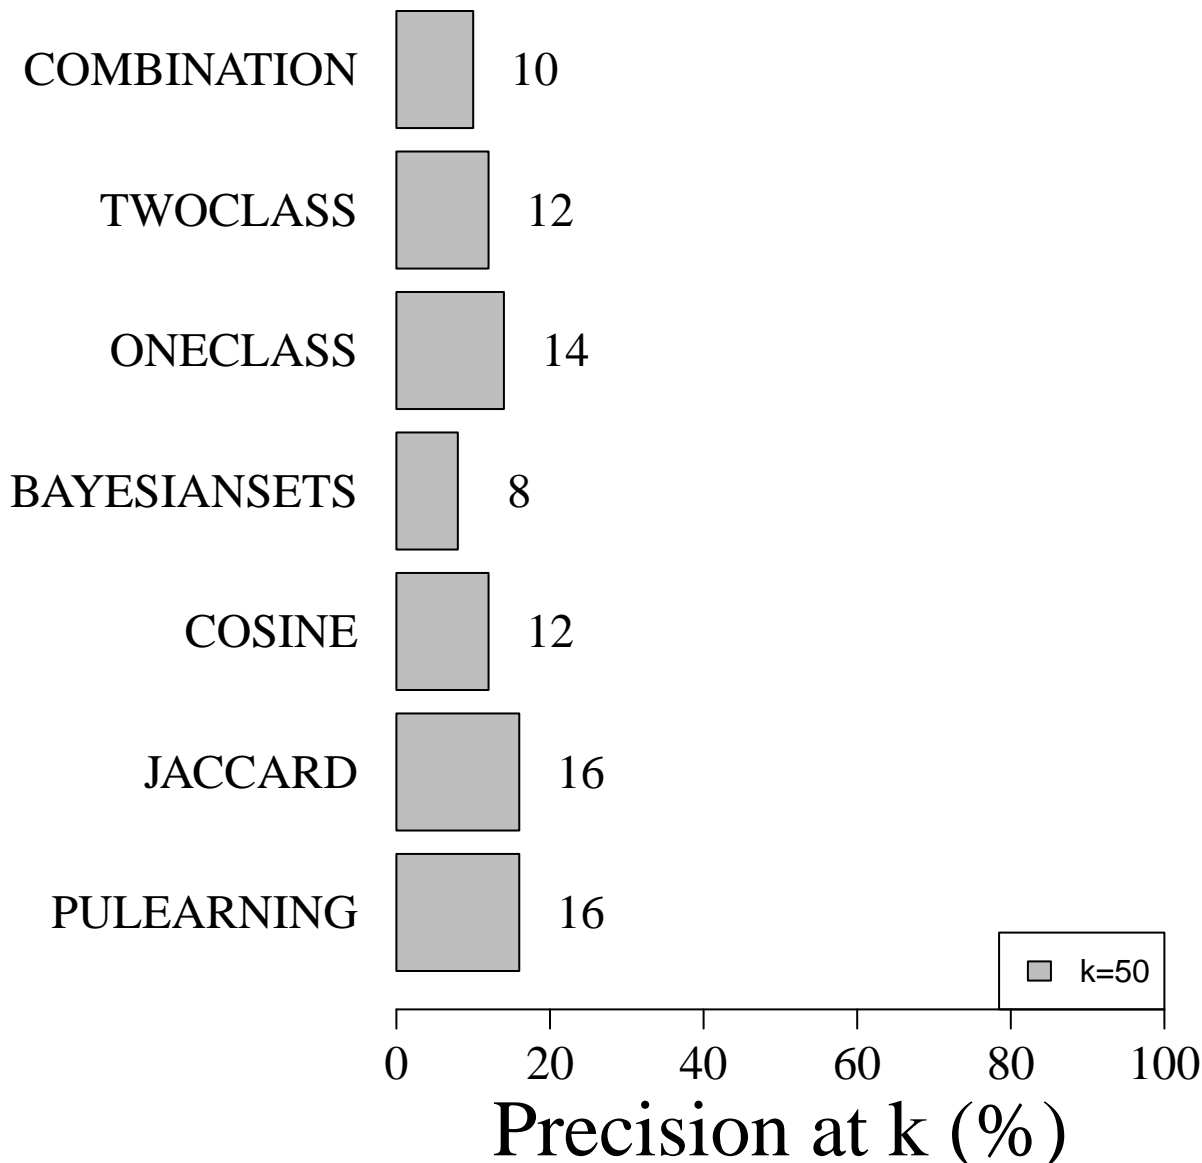 COMBINATION 10
TWOCLASS 12
ONECLASS 14
BAYESIANSETS 8
COSINE 12
JACCARD 16
PULEARNING 16
k=50
0 20 40 60 80 100
Precision at k (%)